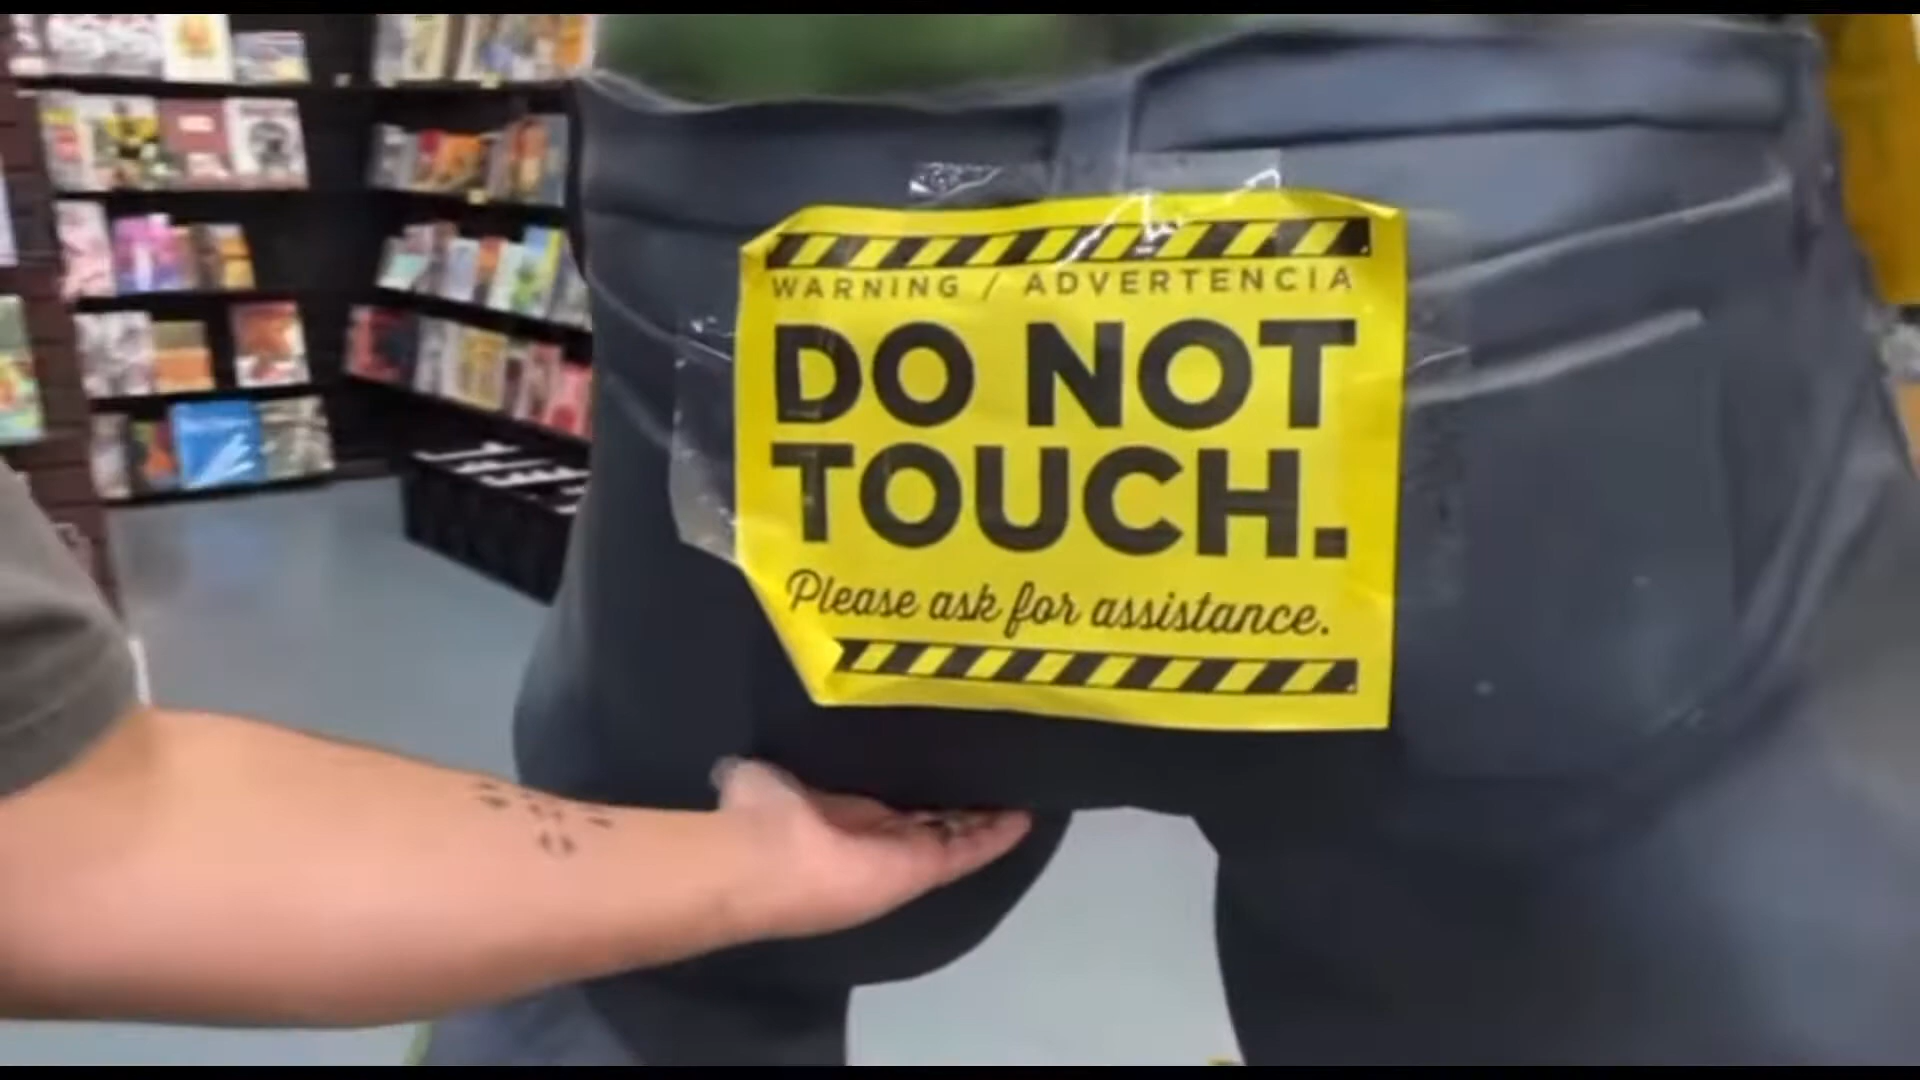 WARNING / ADVERTENCIA
DO NOT
TOUCH.
Please ask for assistance.